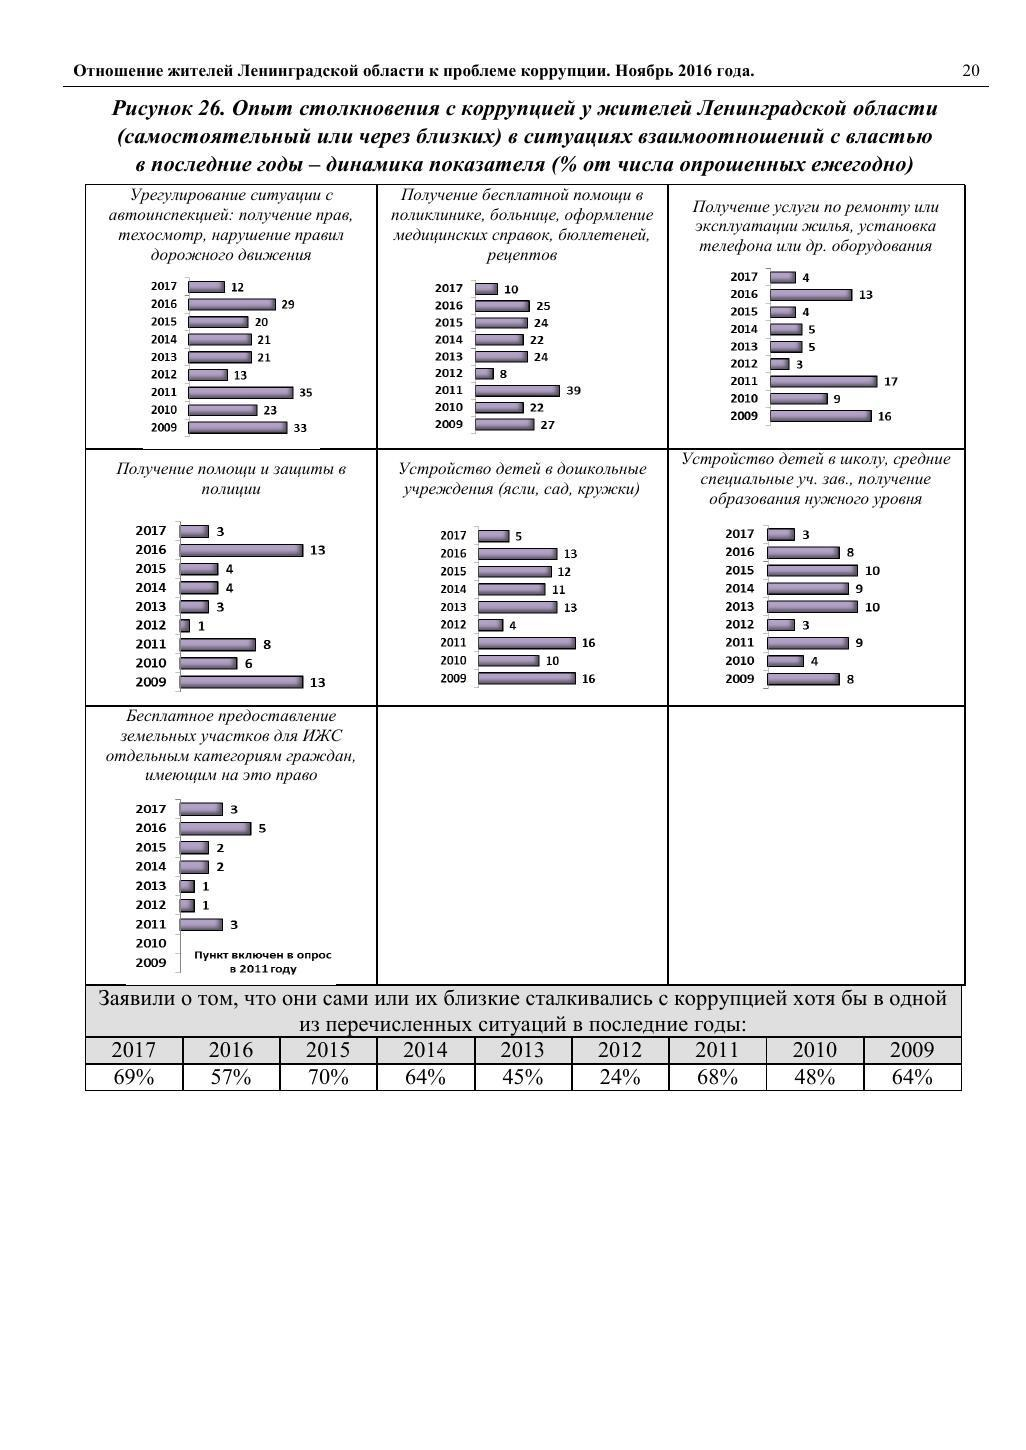 Отношение жителей Ленинградской области к проблеме коррупции. Ноябрь 2016 года. 20
Рисунок 26. Опыт столкновения с коррупцией у жителей Ленинградской области
(самостоятельный или через близких) в ситуациях взаимоотношений с властью
в последние годы – динамика показателя (% от числа опрошенных ежегодно)
Урегулирование ситуации с
автоинспекцией: получение прав,
техосмотр, нарушение правил
дорожного движения
2017 12
2016 29
2015 20
2014 21
2013 21
2012 13
2011 35
2010 23
2009 33
Получение бесплатной помощи в
поликлинике, больнице, оформление
медицинских справок, бюллетеней,
рецептов
2017 10
2016 25
2015 24
2014 22
2013 24
2012 8
2011 39
2010 22
2009 27
Получение услуги по ремонту или
эксплуатации жилья, установка
телефона или др. оборудования
2017 4
2016 13
2015 4
2014 5
2013 5
2012 3
2011 17
2010 9
2009 16
Получение помощи и защиты в
полиции
2017 3
2016 13
2015 4
2014 4
2013 3
2012 1
2011 8
2010 6
2009 13
Устройство детей в дошкольные
учреждения (ясли, сад, кружки)
2017 5
2016 13
2015 12
2014 11
2013 13
2012 4
2011 16
2010 10
2009 16
Устройство детей в школу, средние
специальные уч. зав., получение
образования нужного уровня
2017 3
2016 8
2015 10
2014 9
2013 10
2012 3
2011 9
2010 4
2009 8
Бесплатное предоставление
земельных участков для ИЖС
отдельным категориям граждан,
имеющим на это право
2017 3
2016 5
2015 2
2014 2
2013 1
2012 1
2011 3
2010
2009
Пункт включен в опрос
в 2011 году
Заявили о том, что они сами или их близкие сталкивались с коррупцией хотя бы в одной
из перечисленных ситуаций в последние годы:
2017 2016 2015 2014 2013 2012 2011 2010 2009
69% 57% 70% 64% 45% 24% 68% 48% 64%